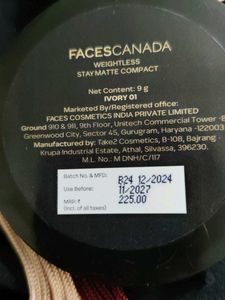 FACESCANADA
WEIGHTLESS
STAYMATTE COMPACT
Net Content: 9 g
IVORY 01
Marketed By/Registered office:
FACES COSMETICS INDIA PRIVATE LIMITED
Ground 910 & 911, 9th Floor, Unitech Commercial Tower -
Greenwood City, Sector 45, Gurugram, Haryana -122003
Manufactured by: Take2 Cosmetics, B-108, Bajrang -
Krupa Industrial Estate, Athal, Silvassa, 396230.
M.L. No.: M DNH/C/117
Batch No. & MFD: B24 12/2024
Use Before: 11/2027
MRP: ₹ 225.00
(Incl. of all taxes)